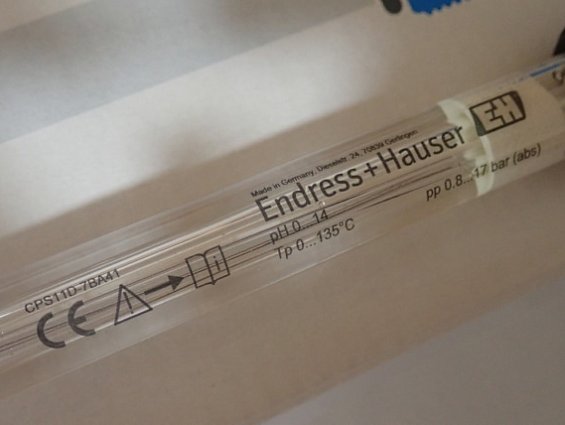 Made in Germany, Dieselstr. 24, 70839 Gerlingen
Endress+Hauser EH
pH 0...14
Tp 0...135°C
pp 0.8...17 bar (abs)
CPS11D-7BA41
CE